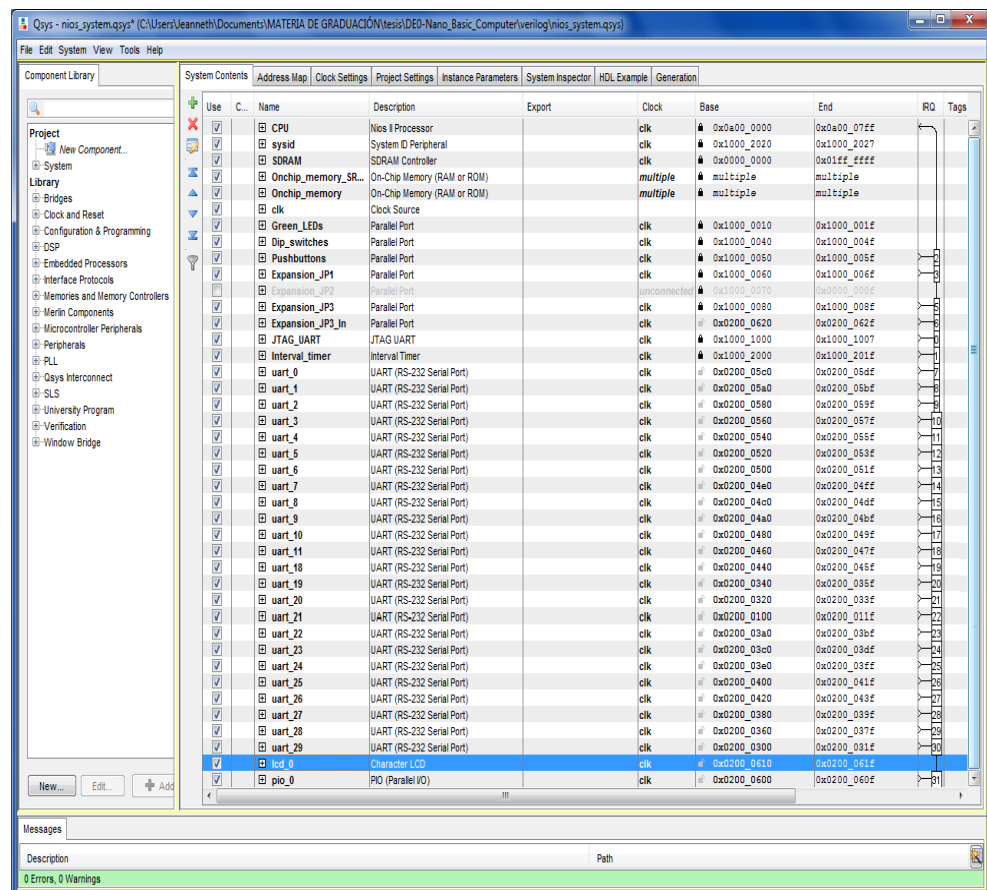 Qsys - nios_system.qsys* (C:\Users\Jeanneth\Documents\MATERIA DE GRADUACIÓN\tesis\DE0-Nano_Basic_Computer\verilog\nios_system.qsys)
File Edit System View Tools Help
Component Library
Project
New Component...
System
Library
Bridges
Clock and Reset
Configuration & Programming
DSP
Embedded Processors
Interface Protocols
Memories and Memory Controllers
Merlin Components
Microcontroller Peripherals
Peripherals
PLL
Qsys Interconnect
SLS
University Program
Verification
Window Bridge
New... Edit... Add
System Contents Address Map Clock Settings Project Settings Instance Parameters System Inspector HDL Example Generation
Use C... Name Description Export Clock Base End IRQ Tags
CPU Nios II Processor clk 0x0a00_0000 0x0a00_07ff
sysid System ID Peripheral clk 0x1000_2020 0x1000_2027
SDRAM SDRAM Controller clk 0x0000_0000 0x01ff_ffff
Onchip_memory_SR... On-Chip Memory (RAM or ROM) multiple multiple multiple
Onchip_memory On-Chip Memory (RAM or ROM) multiple multiple multiple
clk Clock Source
Green_LEDs Parallel Port clk 0x1000_0010 0x1000_001f
Dip_switches Parallel Port clk 0x1000_0040 0x1000_004f
Pushbuttons Parallel Port clk 0x1000_0050 0x1000_005f 2
Expansion_JP1 Parallel Port clk 0x1000_0060 0x1000_006f 3
Expansion_JP2 Parallel Port unconnected 0x1000_0070 0x0000_000f
Expansion_JP3 Parallel Port clk 0x1000_0080 0x1000_008f 5
Expansion_JP3_In Parallel Port clk 0x0200_0620 0x0200_062f 6
JTAG_UART JTAG UART clk 0x1000_1000 0x1000_1007 0
Interval_timer Interval Timer clk 0x1000_2000 0x1000_201f 1
uart_0 UART (RS-232 Serial Port) clk 0x0200_05c0 0x0200_05df 7
uart_1 UART (RS-232 Serial Port) clk 0x0200_05a0 0x0200_05bf 8
uart_2 UART (RS-232 Serial Port) clk 0x0200_0580 0x0200_059f 9
uart_3 UART (RS-232 Serial Port) clk 0x0200_0560 0x0200_057f 10
uart_4 UART (RS-232 Serial Port) clk 0x0200_0540 0x0200_055f 11
uart_5 UART (RS-232 Serial Port) clk 0x0200_0520 0x0200_053f 12
uart_6 UART (RS-232 Serial Port) clk 0x0200_0500 0x0200_051f 13
uart_7 UART (RS-232 Serial Port) clk 0x0200_04e0 0x0200_04ff 14
uart_8 UART (RS-232 Serial Port) clk 0x0200_04c0 0x0200_04df 15
uart_9 UART (RS-232 Serial Port) clk 0x0200_04a0 0x0200_04bf 16
uart_10 UART (RS-232 Serial Port) clk 0x0200_0480 0x0200_049f 17
uart_11 UART (RS-232 Serial Port) clk 0x0200_0460 0x0200_047f 18
uart_18 UART (RS-232 Serial Port) clk 0x0200_0440 0x0200_045f 19
uart_19 UART (RS-232 Serial Port) clk 0x0200_0340 0x0200_035f 20
uart_20 UART (RS-232 Serial Port) clk 0x0200_0320 0x0200_033f 21
uart_21 UART (RS-232 Serial Port) clk 0x0200_0100 0x0200_011f 22
uart_22 UART (RS-232 Serial Port) clk 0x0200_03a0 0x0200_03bf 23
uart_23 UART (RS-232 Serial Port) clk 0x0200_03c0 0x0200_03df 24
uart_24 UART (RS-232 Serial Port) clk 0x0200_03e0 0x0200_03ff 25
uart_25 UART (RS-232 Serial Port) clk 0x0200_0400 0x0200_041f 26
uart_26 UART (RS-232 Serial Port) clk 0x0200_0420 0x0200_043f 27
uart_27 UART (RS-232 Serial Port) clk 0x0200_0380 0x0200_039f 28
uart_28 UART (RS-232 Serial Port) clk 0x0200_0360 0x0200_037f 29
uart_29 UART (RS-232 Serial Port) clk 0x0200_0300 0x0200_031f 30
lcd_0 Character LCD clk 0x0200_0610 0x0200_061f
pio_0 PIO (Parallel I/O) clk 0x0200_0600 0x0200_060f 31
Messages
Description Path
0 Errors, 0 Warnings